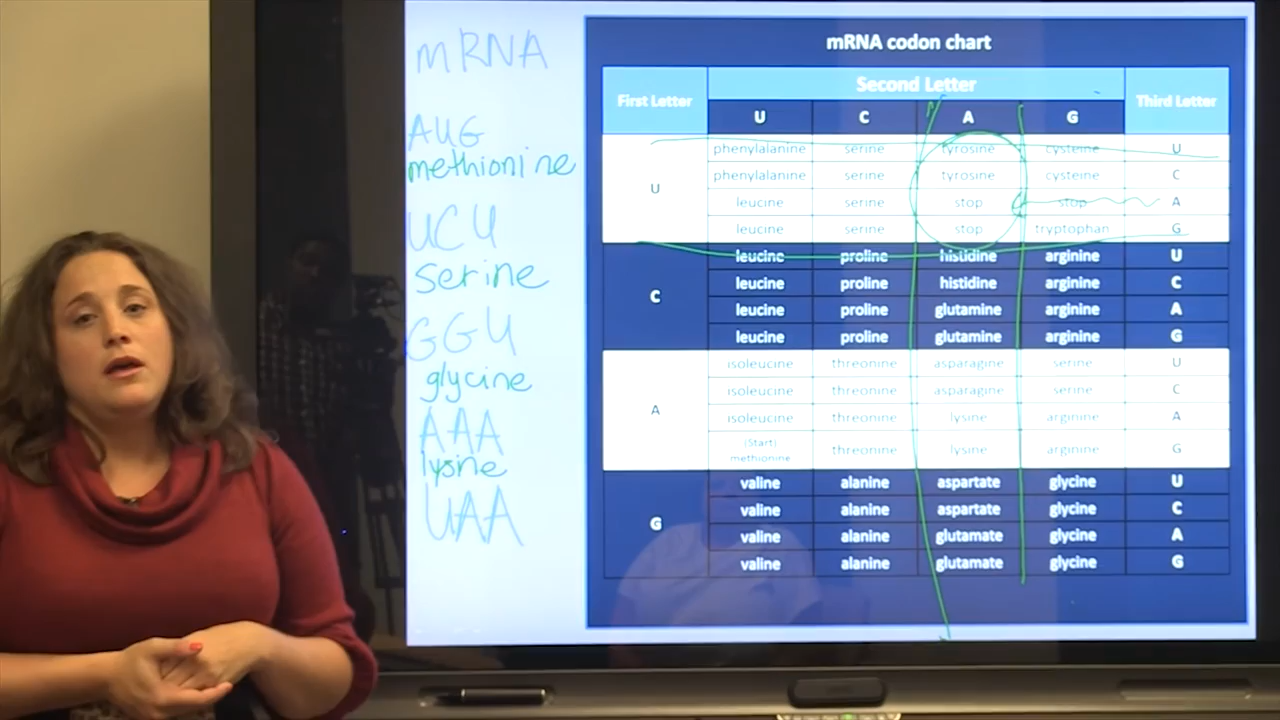 mRNA
AUG
methionine
UCU
serine
GGU
glycine
AAA
lysine
UAA
mRNA codon chart
First Letter Second Letter Third Letter
U C A G
U
phenylalanine serine tyrosine cysteine U
phenylalanine serine tyrosine cysteine C
leucine serine stop stop A
leucine serine stop tryptophan G
C
leucine proline histidine arginine U
leucine proline histidine arginine C
leucine proline glutamine arginine A
leucine proline glutamine arginine G
A
isoleucine threonine asparagine serine U
isoleucine threonine asparagine serine C
isoleucine threonine lysine arginine A
(Start)
methionine threonine lysine arginine G
G
valine alanine aspartate glycine U
valine alanine aspartate glycine C
valine alanine glutamate glycine A
valine alanine glutamate glycine G